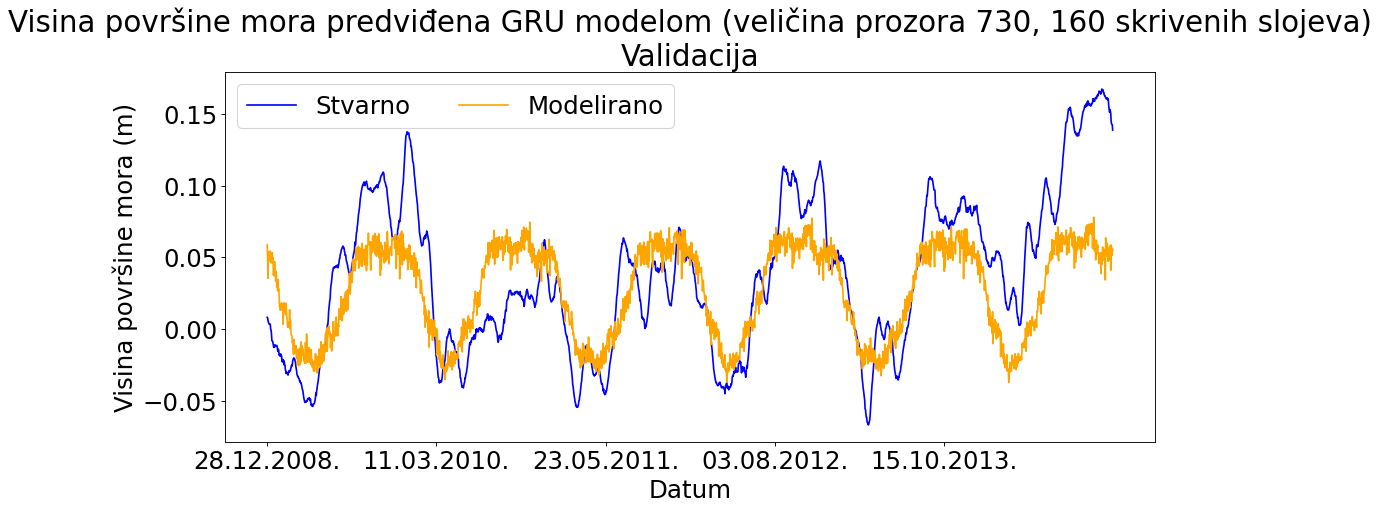 Visina površine mora predviđena GRU modelom (veličina prozora 730, 160 skrivenih slojeva)
Validacija
Stvarno
Modelirano
Visina površine mora (m)
0.15
0.10
0.05
0.00
−0.05
28.12.2008.
11.03.2010.
23.05.2011.
03.08.2012.
15.10.2013.
Datum